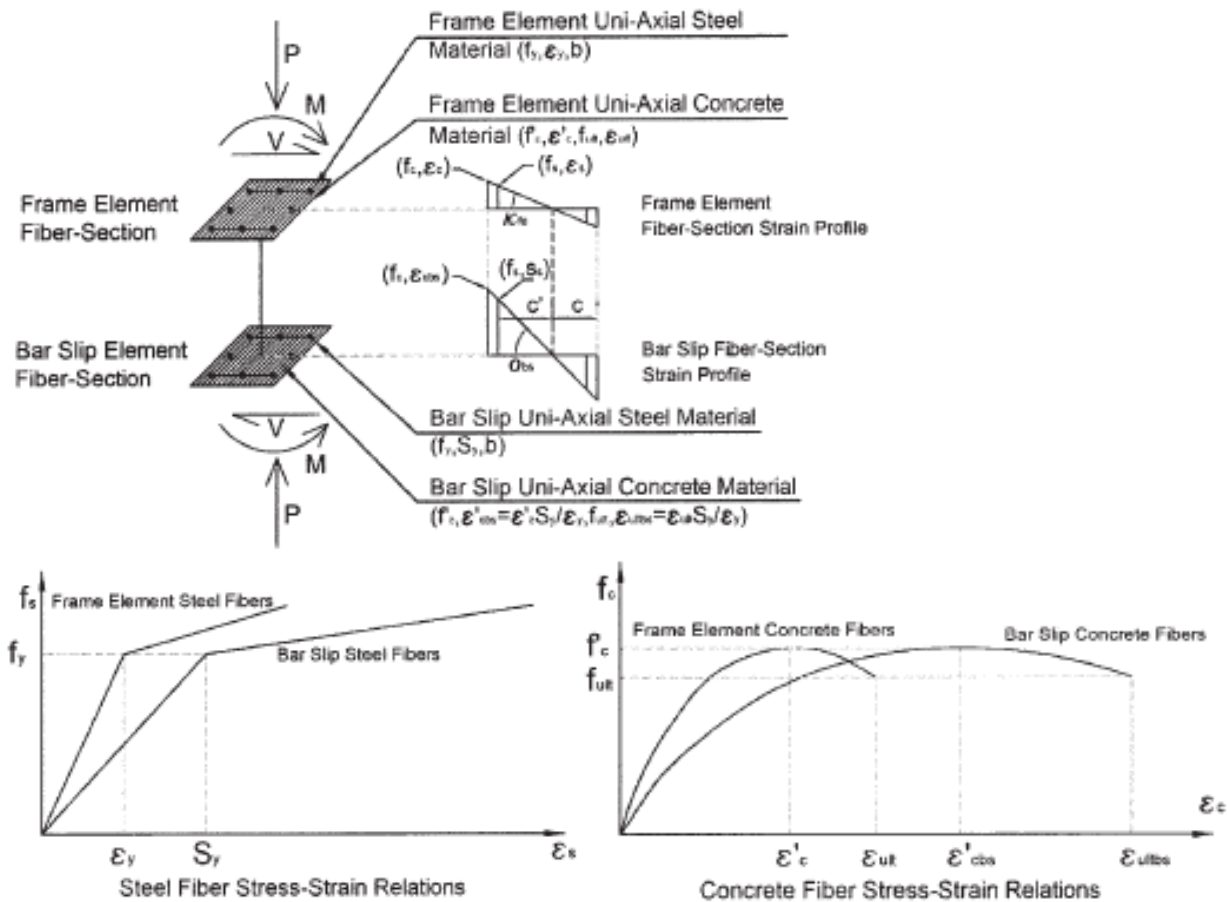 Frame Element Uni-Axial Steel
Material (fy,εy,b)
P
M
V
Frame Element Uni-Axial Concrete
Material (f'c,ε'c,fult,εult)
(fc,εc)
(fs,εs)
Frame Element
Fiber-Section
Frame Element
Fiber-Section Strain Profile
(fc,εcbs)
(fs,ss)
c'
c
Bar Slip Element
Fiber-Section
Bar Slip Fiber-Section
Strain Profile
V
M
P
Bar Slip Uni-Axial Steel Material
(fy,Sy,b)
Bar Slip Uni-Axial Concrete Material
(f'c,ε'cbs=ε'cSy/εy,fult,εultbs=εultSy/εy)
fs
Frame Element Steel Fibers
fy
Bar Slip Steel Fibers
εy
Sy
εs
Steel Fiber Stress-Strain Relations
fc
Frame Element Concrete Fibers
Bar Slip Concrete Fibers
f'c
fult
εc
ε'c
εult
ε'cbs
εultbs
Concrete Fiber Stress-Strain Relations